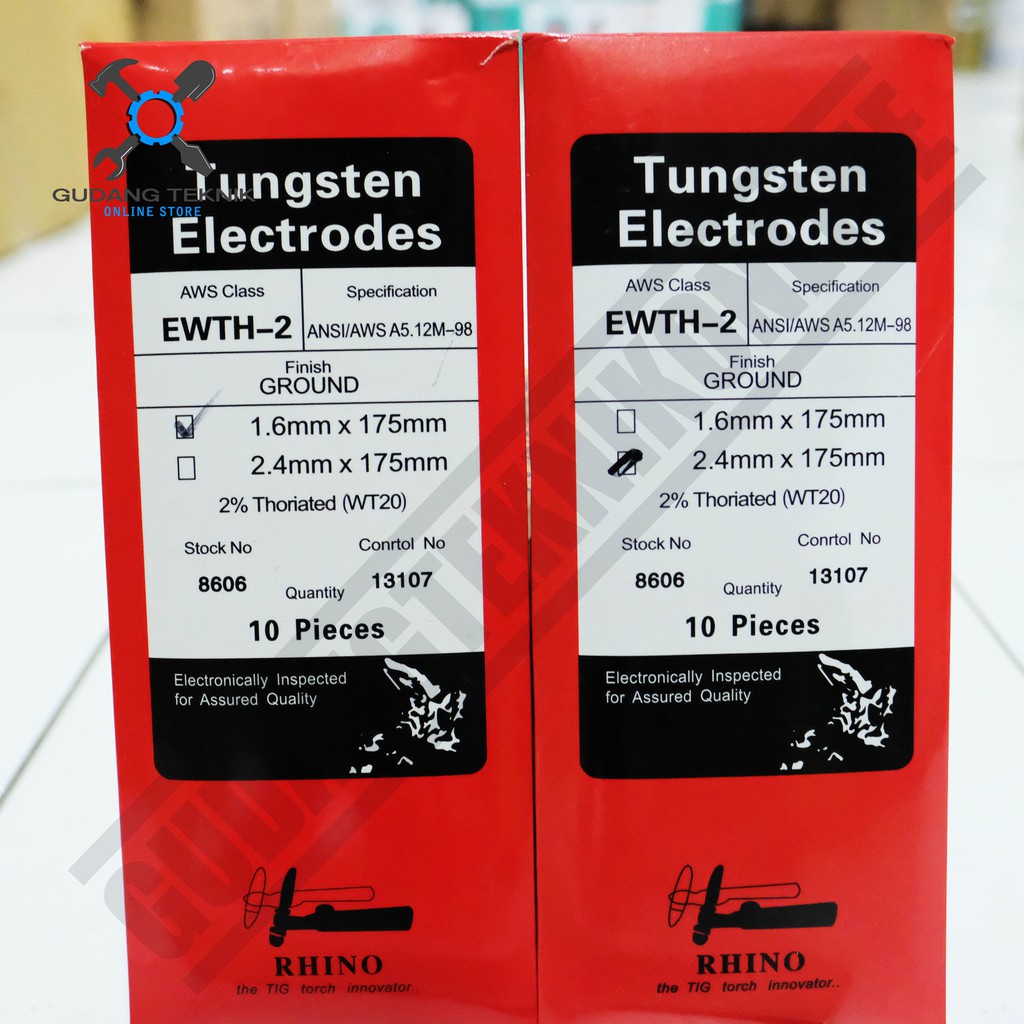 GUDANG TEKNIK
ONLINE STORE
Tungsten
Electrodes
AWS Class
Specification
EWTH-2
ANSI/AWS A5.12M-98
Finish
GROUND
1.6mm x 175mm
2.4mm x 175mm
2% Thoriated (WT20)
Stock No
Conrtol No
8606
13107
Quantity
10 Pieces
Electronically Inspected
for Assured Quality
RHINO
the TIG torch innovator..
Tungsten
Electrodes
AWS Class
Specification
EWTH-2
ANSI/AWS A5.12M-98
Finish
GROUND
1.6mm x 175mm
2.4mm x 175mm
2% Thoriated (WT20)
Stock No
Conrtol No
8606
13107
Quantity
10 Pieces
Electronically Inspected
for Assured Quality
RHINO
the TIG torch innovator..